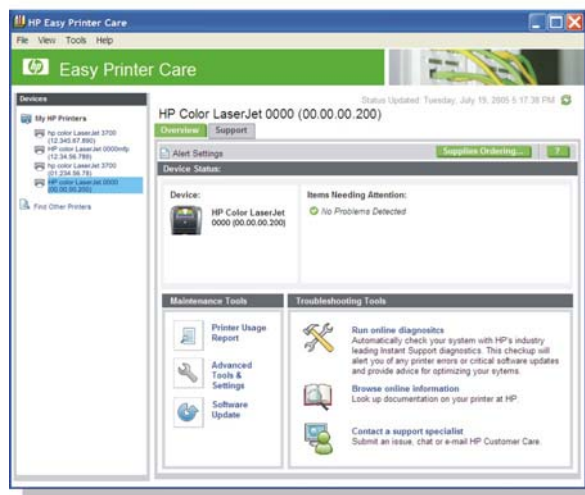 HP Easy Printer Care
File View Tools Help
hp Easy Printer Care
Devices
Status Updated: Tuesday, July 19, 2005 5:17:38 PM
My HP Printers
hp color LaserJet 3700
(12.345.67.890)
HP color LaserJet 0000mfp
(12.34.56.789)
hp color LaserJet 3700
(01.234.56.78)
HP color LaserJet 0000
(00.00.00.200)
Find Other Printers
HP Color LaserJet 0000 (00.00.00.200)
Overview Support
Alert Settings
Supplies Ordering... ?
Device Status:
Device:
HP Color LaserJet
0000 (00.00.00.200)
Items Needing Attention:
No Problems Detected
Maintenance Tools
Printer Usage
Report
Advanced
Tools &
Settings
Software
Update
Troubleshooting Tools
Run online diagnositcs
Automatically check your system with HP's industry
leading Instant Support diagnostics. This checkup will
alert you of any printer errors or critical software updates
and provide advice for optimizing your sytems.
Browse online information
Look up documentation on your printer at HP.
Contact a support specialist
Submit an issue, chat or e-mail HP Customer Care.